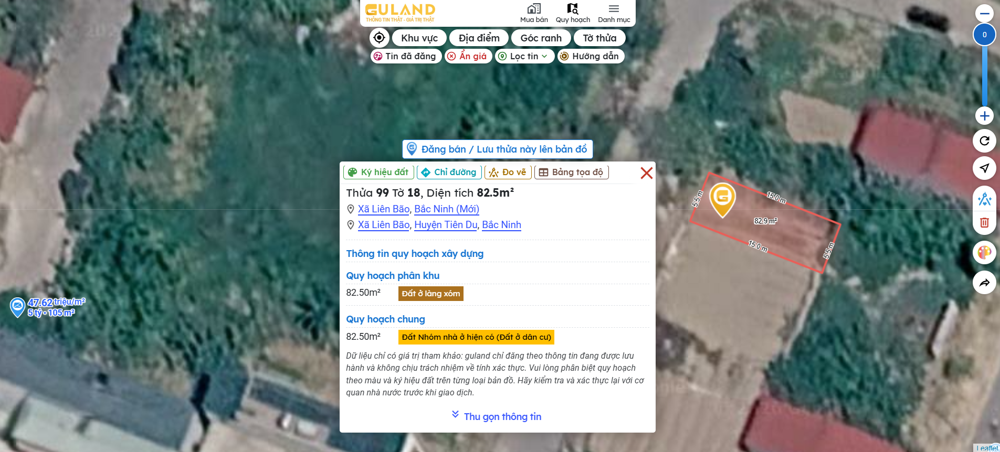 GULAND
THÔNG TIN THẬT - GIÁ TRỊ THẬT
Mua bán
Quy hoạch
Danh mục
Khu vực
Địa điểm
Góc ranh
Tờ thửa
Tin đã đăng
Ẩn giá
Lọc tin
Hướng dẫn
0
Đăng bán / Lưu thửa này lên bản đồ
Ký hiệu đất
Chỉ đường
Đo vẽ
Bảng tọa độ
Thửa 99 Tờ 18, Diện tích 82.5m²
Xã Liên Bão, Bắc Ninh (Mới)
Xã Liên Bão, Huyện Tiên Du, Bắc Ninh
Thông tin quy hoạch xây dựng
Quy hoạch phân khu
82.50m² Đất ở làng xóm
Quy hoạch chung
82.50m² Đất Nhóm nhà ở hiện có (Đất ở dân cư)
Dữ liệu chỉ có giá trị tham khảo: guland chỉ đăng theo thông tin đang được lưu
hành và không chịu trách nhiệm về tính xác thực. Vui lòng phân biệt quy hoạch
theo màu và ký hiệu đất trên từng loại bản đồ. Hãy kiểm tra và xác thực lại với cơ
quan nhà nước trước khi giao dịch.
Thu gọn thông tin
5.5 m
15.0 m
82.9 m²
15.0 m
5.5 m
47.62 triệu/m²
5 tỷ • 105 m²
Leaflet